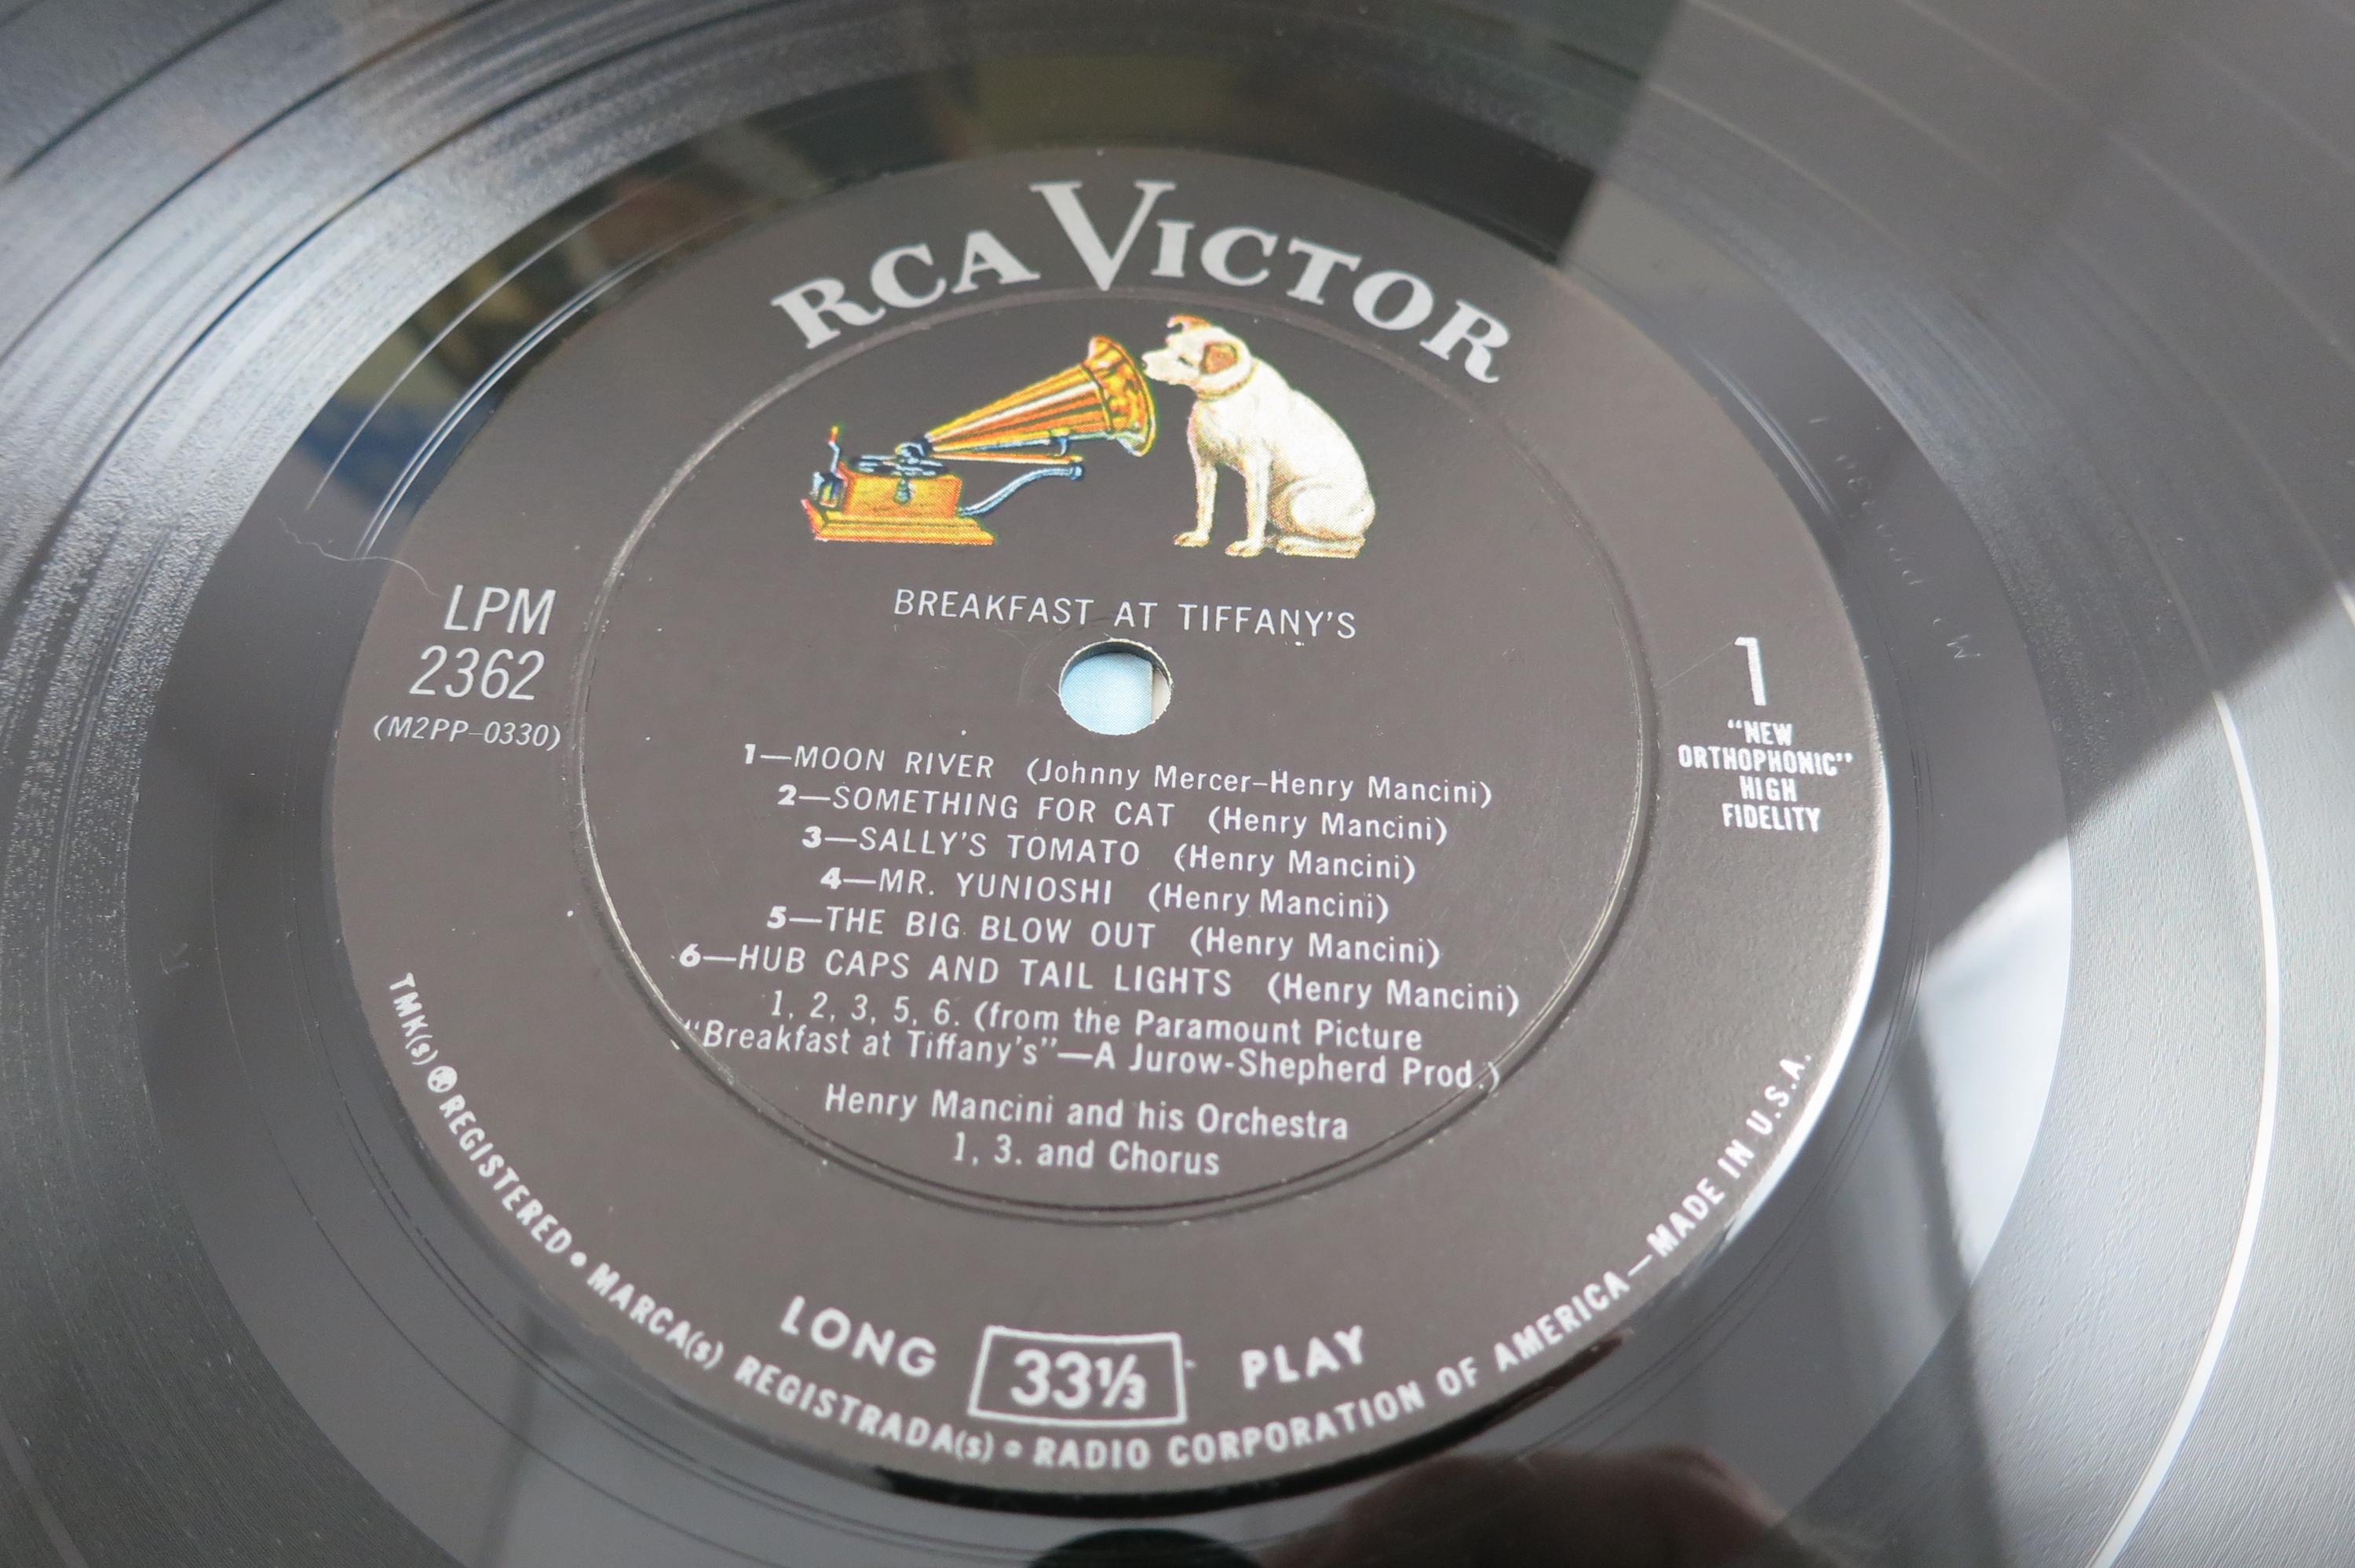 RCA VICTOR
BREAKFAST AT TIFFANY'S
LPM
2362
(M2PP-0330)
1
"NEW
ORTHOPHONIC"
HIGH
FIDELITY
1—MOON RIVER (Johnny Mercer-Henry Mancini)
2—SOMETHING FOR CAT (Henry Mancini)
3—SALLY'S TOMATO (Henry Mancini)
4—MR. YUNIOSHI (Henry Mancini)
5—THE BIG BLOW OUT (Henry Mancini)
6—HUB CAPS AND TAIL LIGHTS (Henry Mancini)
1, 2, 3, 5, 6. (from the Paramount Picture
"Breakfast at Tiffany's"—A Jurow-Shepherd Prod.)
Henry Mancini and his Orchestra
1, 3. and Chorus
LONG 33⅓ PLAY
TMK(s) ® REGISTERED • MARCA(s) REGISTRADA(s) • RADIO CORPORATION OF AMERICA—MADE IN U.S.A.